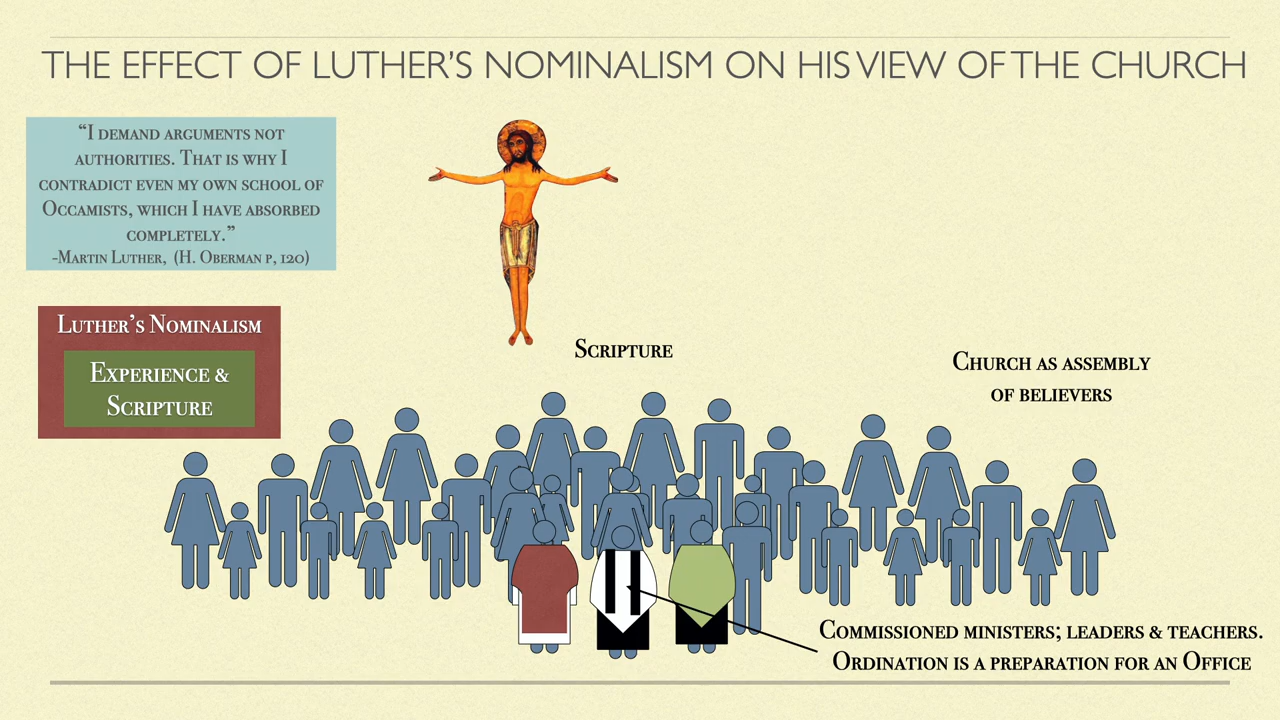 THE EFFECT OF LUTHER'S NOMINALISM ON HIS VIEW OF THE CHURCH
“I demand arguments not
authorities. That is why I
contradict even my own school of
Occamists, which I have absorbed
completely.”
-Martin Luther, (H. Oberman p, 120)
Luther's Nominalism
Experience &
Scripture
Scripture
Church as assembly
of believers
Commissioned ministers; leaders & teachers.
Ordination is a preparation for an Office